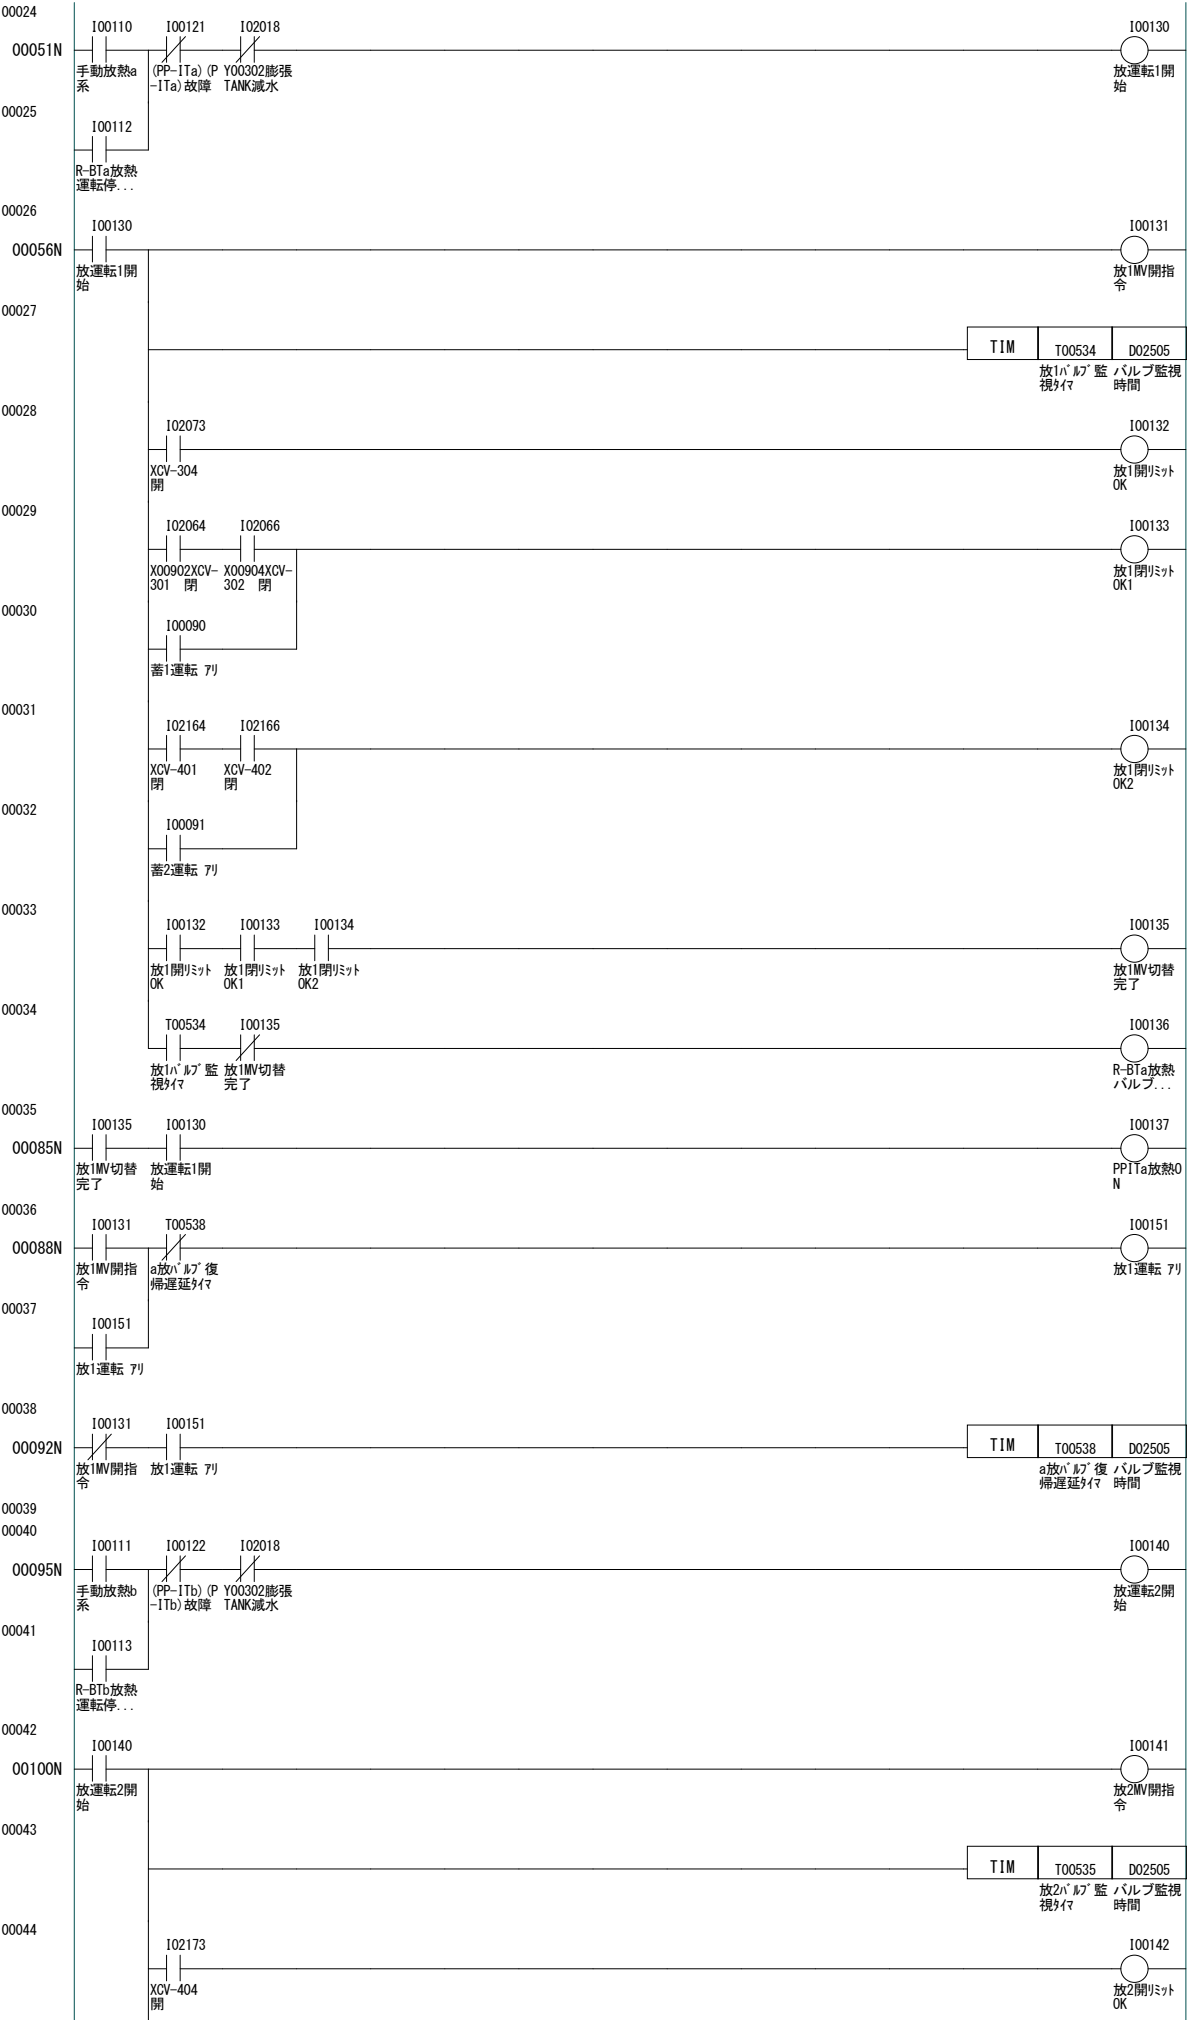 00024
I00110 I00121 I02018 I00130
00051N
手動放熱a (PP-ITa)(P Y00302膨張 放運転1開
系 -ITa)故障 TANK減水 始
00025
I00112
R-BTa放熱
運転停...
00026
I00130 I00131
00056N
放運転1開 放1MV開指
始 令
00027
TIM T00534 D02505
放1ﾊﾞﾙﾌﾞ監 バルブ監視
視ﾀｲﾏ 時間
00028
I02073 I00132
XCV-304 放1開ﾘﾐｯﾄ
開 OK
00029
I02064 I02066 I00133
X00902XCV- X00904XCV- 放1閉ﾘﾐｯﾄ
301 閉 302 閉 OK1
00030
I00090
蓄1運転 ｱﾘ
00031
I02164 I02166 I00134
XCV-401 XCV-402 放1閉ﾘﾐｯﾄ
閉 閉 OK2
00032
I00091
蓄2運転 ｱﾘ
00033
I00132 I00133 I00134 I00135
放1開ﾘﾐｯﾄ 放1閉ﾘﾐｯﾄ 放1閉ﾘﾐｯﾄ 放1MV切替
OK OK1 OK2 完了
00034
T00534 I00135 I00136
放1ﾊﾞﾙﾌﾞ監 放1MV切替 R-BTa放熱
視ﾀｲﾏ 完了 バルブ...
00035
I00135 I00130 I00137
00085N
放1MV切替 放運転1開 PPITa放熱O
完了 始 N
00036
I00131 T00538 I00151
00088N
放1MV開指 a放ﾊﾞﾙﾌﾞ復 放1運転 ｱﾘ
令 帰遅延ﾀｲﾏ
00037
I00151
放1運転 ｱﾘ
00038
I00131 I00151
00092N TIM T00538 D02505
放1MV開指 放1運転 ｱﾘ a放ﾊﾞﾙﾌﾞ復 バルブ監視
令 帰遅延ﾀｲﾏ 時間
00039
00040
I00111 I00122 I02018 I00140
00095N
手動放熱b (PP-ITb)(P Y00302膨張 放運転2開
系 -ITb)故障 TANK減水 始
00041
I00113
R-BTb放熱
運転停...
00042
I00140 I00141
00100N
放運転2開 放2MV開指
始 令
00043
TIM T00535 D02505
放2ﾊﾞﾙﾌﾞ監 バルブ監視
視ﾀｲﾏ 時間
00044
I02173 I00142
XCV-404 放2開ﾘﾐｯﾄ
開 OK